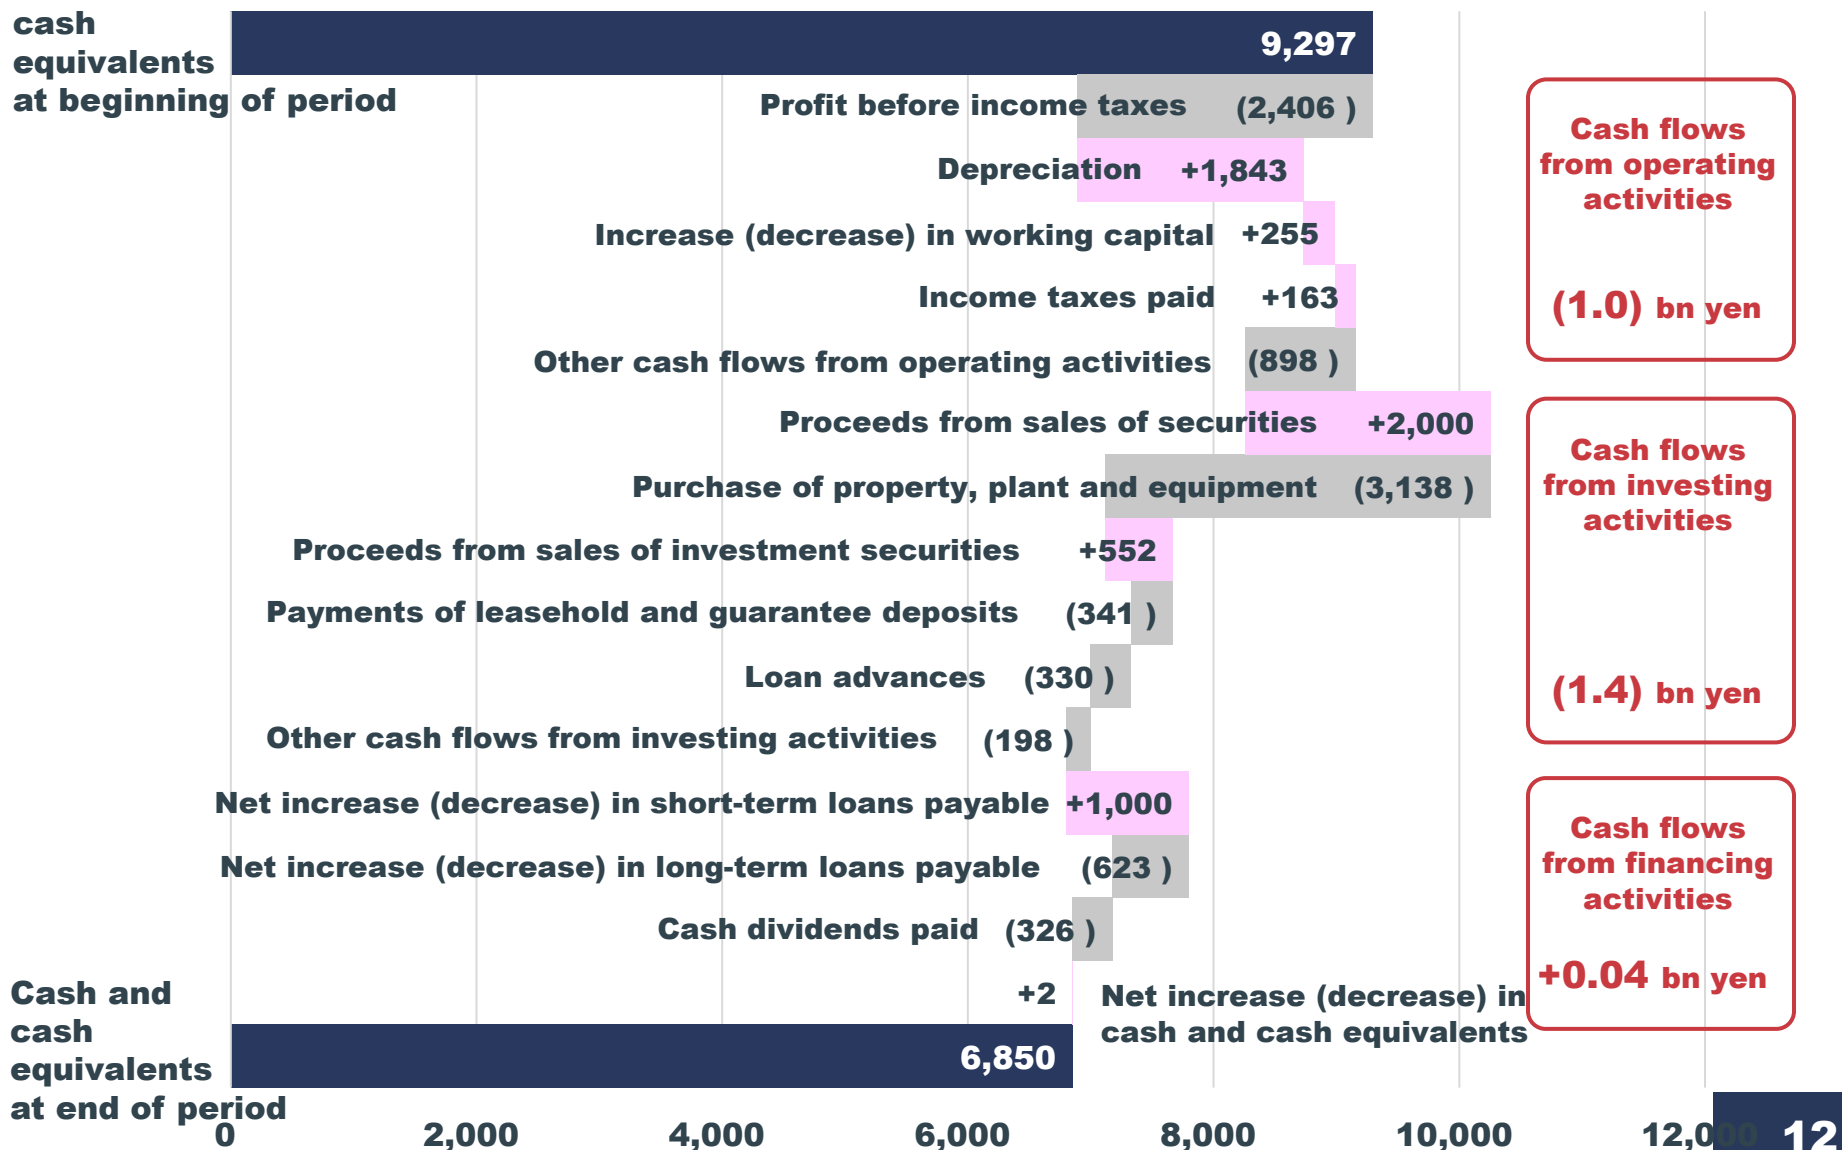 cash
equivalents
at beginning of period
9,297
Profit before income taxes (2,406 )
Depreciation +1,843
Increase (decrease) in working capital +255
Income taxes paid +163
Other cash flows from operating activities (898 )
Proceeds from sales of securities +2,000
Purchase of property, plant and equipment (3,138 )
Proceeds from sales of investment securities +552
Payments of leasehold and guarantee deposits (341 )
Loan advances (330 )
Other cash flows from investing activities (198 )
Net increase (decrease) in short-term loans payable +1,000
Net increase (decrease) in long-term loans payable (623 )
Cash dividends paid (326 )
+2
Net increase (decrease) in
cash and cash equivalents
Cash and
cash
equivalents
at end of period
6,850
0 2,000 4,000 6,000 8,000 10,000 12,000
Cash flows
from operating
activities
(1.0) bn yen
Cash flows
from investing
activities
(1.4) bn yen
Cash flows
from financing
activities
+0.04 bn yen
12